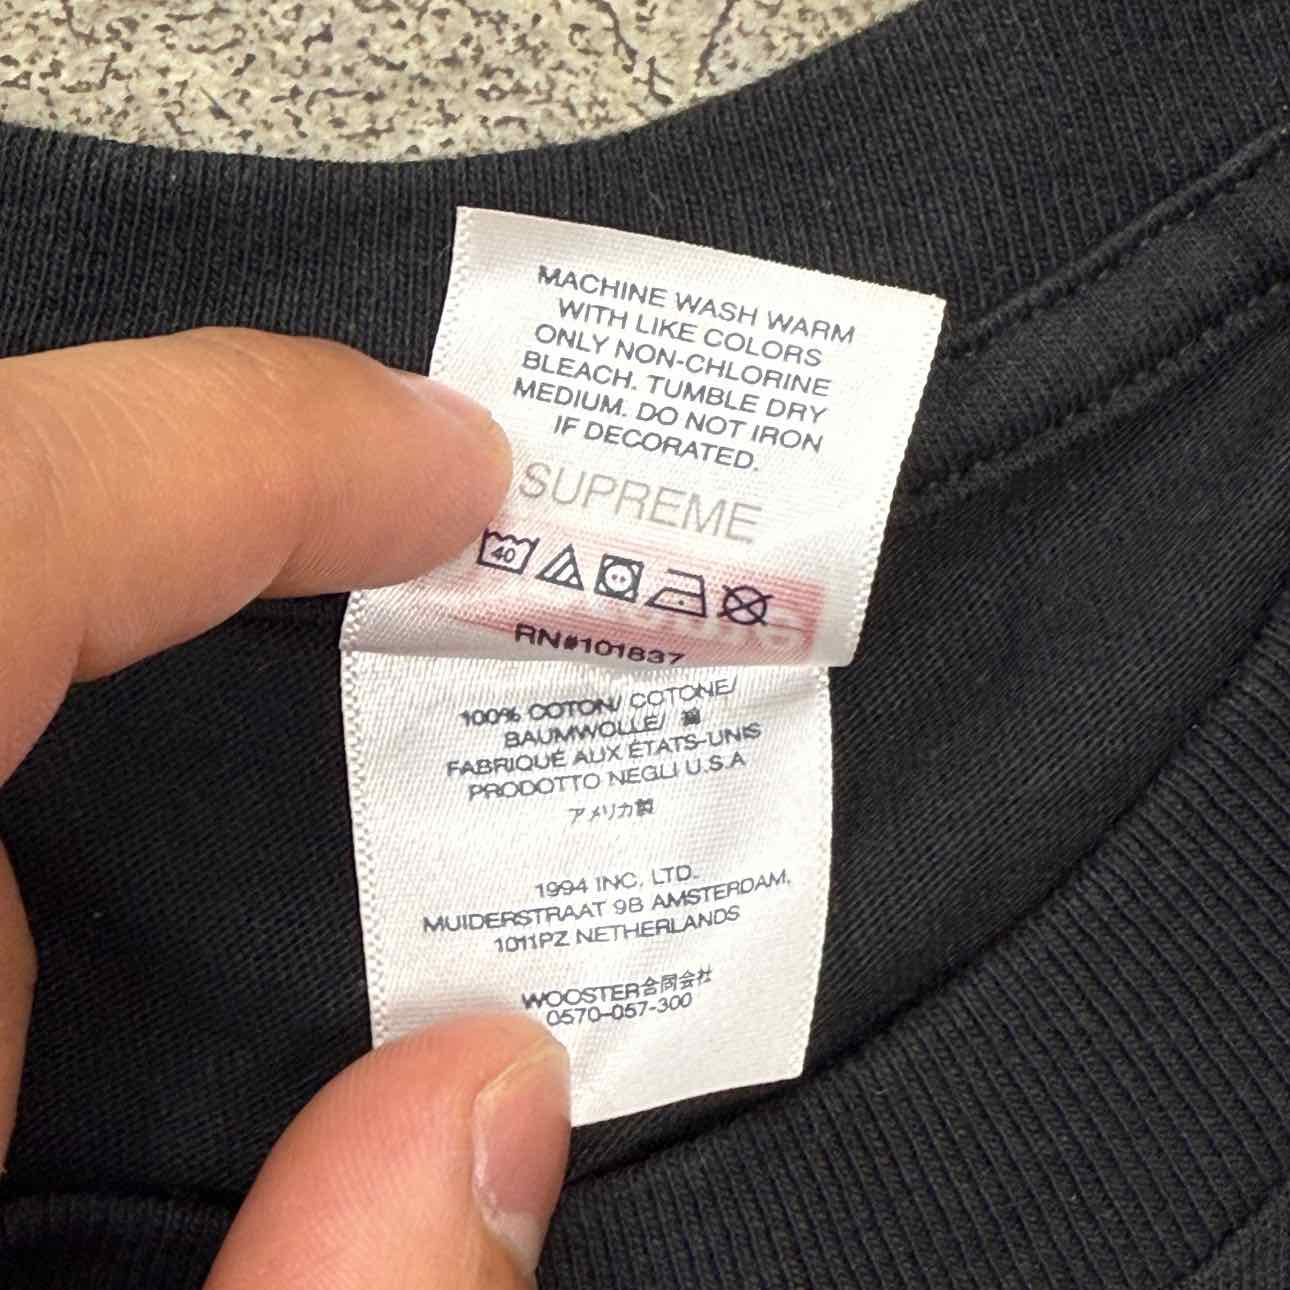 MACHINE WASH WARM
WITH LIKE COLORS
ONLY NON-CHLORINE
BLEACH. TUMBLE DRY
MEDIUM. DO NOT IRON
IF DECORATED.
SUPREME
40
RN#101837
100% COTON/ COTONE/
BAUMWOLLE/ 綿
FABRIQUÉ AUX ÉTATS-UNIS
PRODOTTO NEGLI U.S.A
アメリカ製
1994 INC, LTD.
MUIDERSTRAAT 9B AMSTERDAM,
1011PZ NETHERLANDS
WOOSTER合同会社
0570-057-300